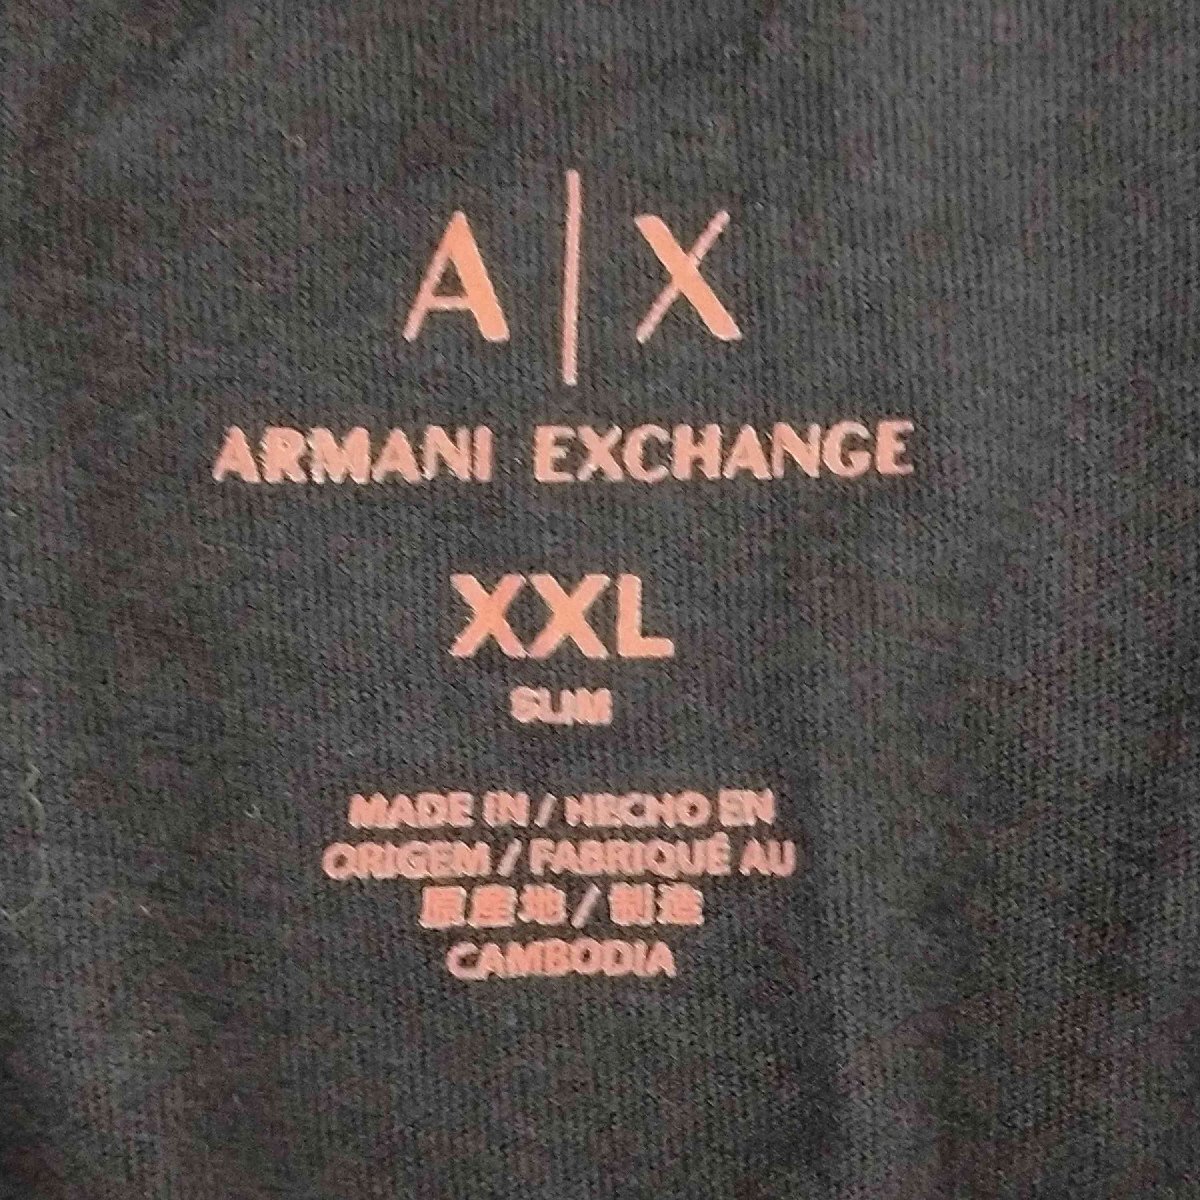 A|X
ARMANI EXCHANGE
XXL
SLIM
MADE IN / HECHO EN
ORIGEM / FABRIQUÉ AU
原産地 / 制造
CAMBODIA